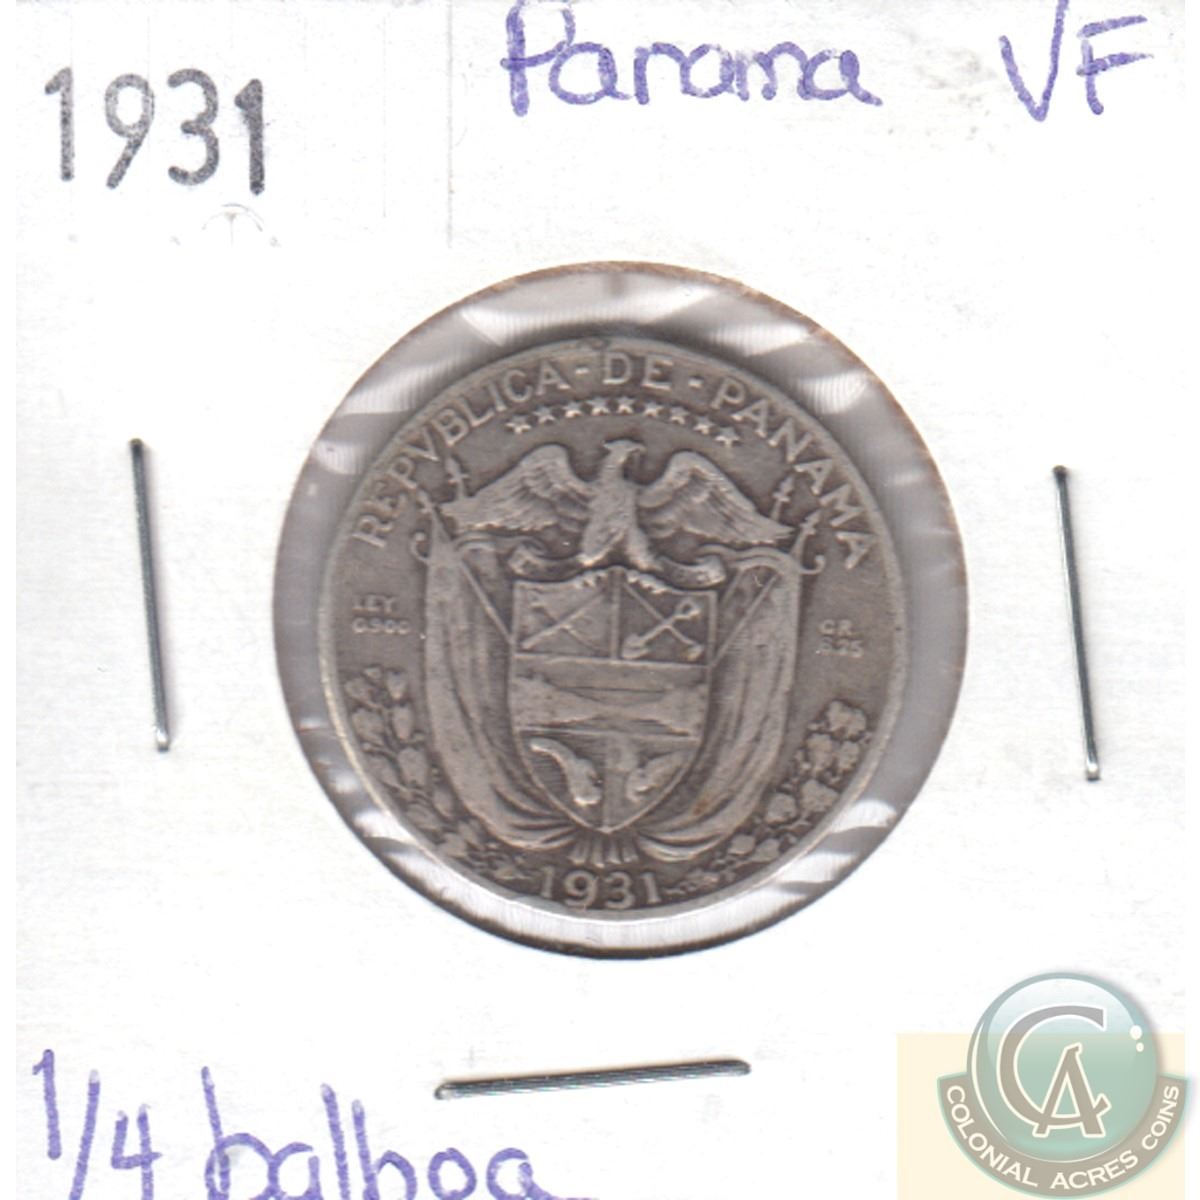 1931
Panama VF
REPVBLICA · DE · PANAMA
LEY
0.900
GR.
6.25
1931
1/4 balboa
CA
COLONIAL ACRES COINS